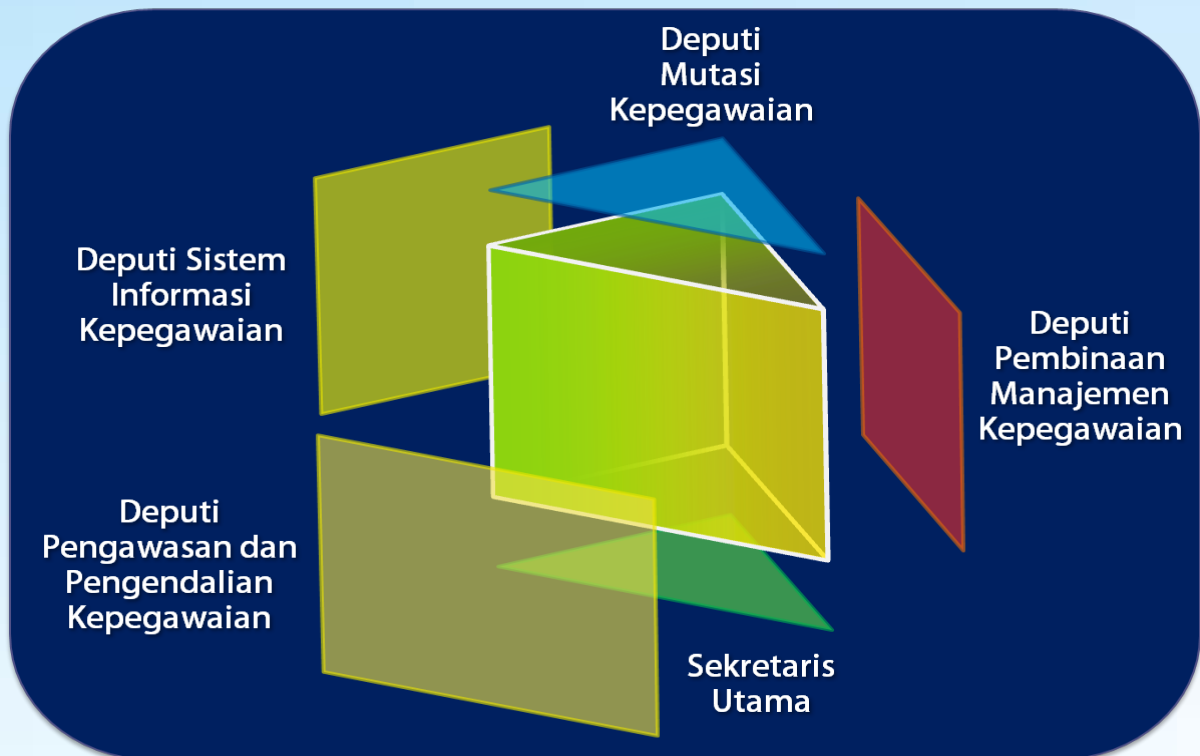 Deputi
Mutasi
Kepegawaian
Deputi Sistem
Informasi
Kepegawaian
Deputi
Pembinaan
Manajemen
Kepegawaian
Deputi
Pengawasan dan
Pengendalian
Kepegawaian
Sekretaris
Utama